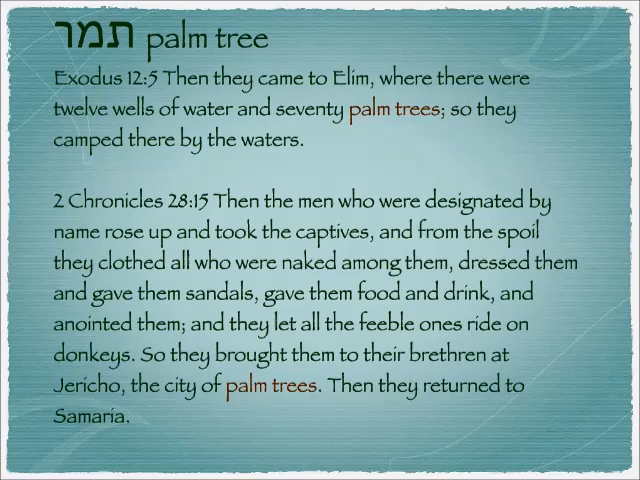 תמר palm tree
Exodus 12:5 Then they came to Elim, where there were
twelve wells of water and seventy palm trees; so they
camped there by the waters.
2 Chronicles 28:15 Then the men who were designated by
name rose up and took the captives, and from the spoil
they clothed all who were naked among them, dressed them
and gave them sandals, gave them food and drink, and
anointed them; and they let all the feeble ones ride on
donkeys. So they brought them to their brethren at
Jericho, the city of palm trees. Then they returned to
Samaria.